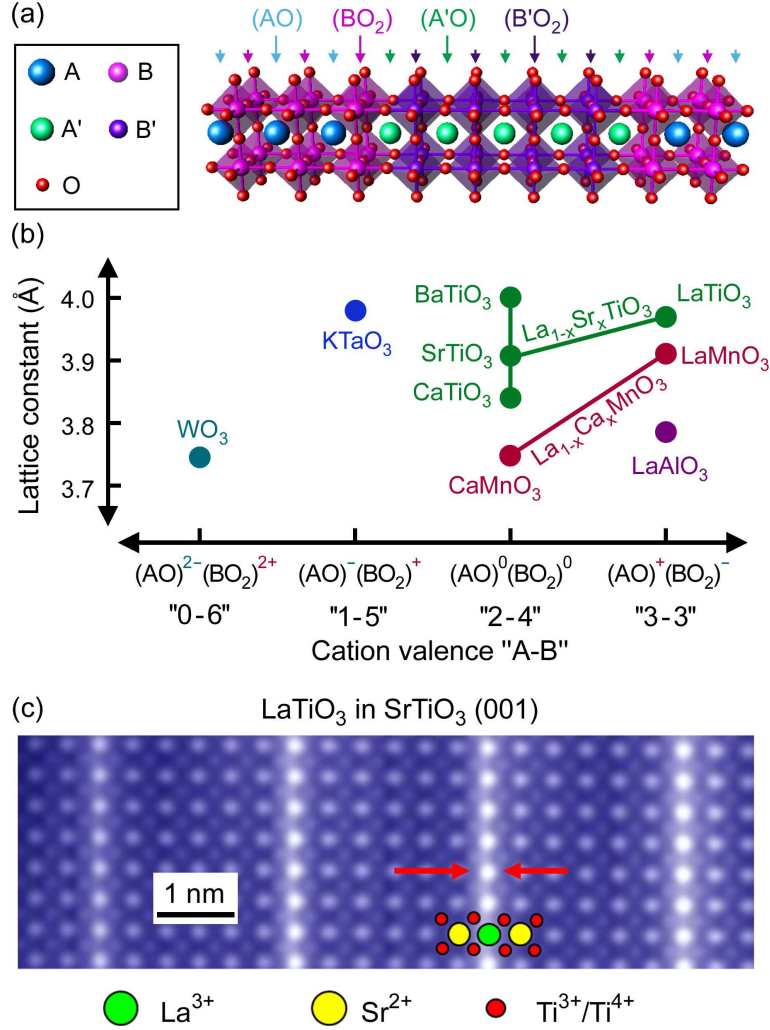 (a)
(AO) (BO₂) (A'O) (B'O₂)
A B
A' B'
O
(b)
Lattice constant (Å)
4.0
3.9
3.8
3.7
WO₃
KTaO₃
BaTiO₃
SrTiO₃
CaTiO₃
La₁₋ₓSrₓTiO₃
LaTiO₃
LaMnO₃
La₁₋ₓCaₓMnO₃
CaMnO₃
LaAlO₃
(AO)²⁻(BO₂)²⁺ (AO)⁻(BO₂)⁺ (AO)⁰(BO₂)⁰ (AO)⁺(BO₂)⁻
"0-6" "1-5" "2-4" "3-3"
Cation valence "A-B"
(c)
LaTiO₃ in SrTiO₃ (001)
1 nm
La³⁺ Sr²⁺ Ti³⁺/Ti⁴⁺